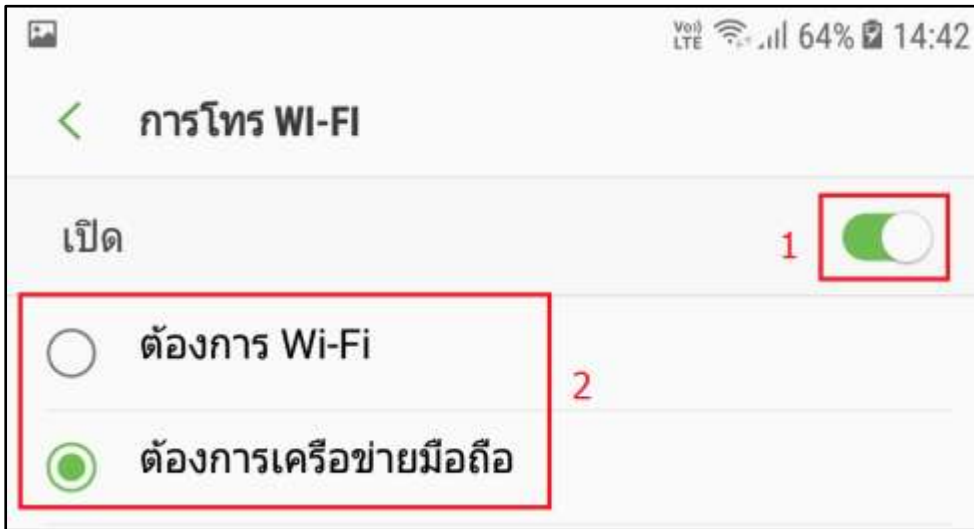 Voi) LTE 64% 14:42
การโทร WI-FI
เปิด
1
ต้องการ Wi-Fi
2
ต้องการเครือข่ายมือถือ